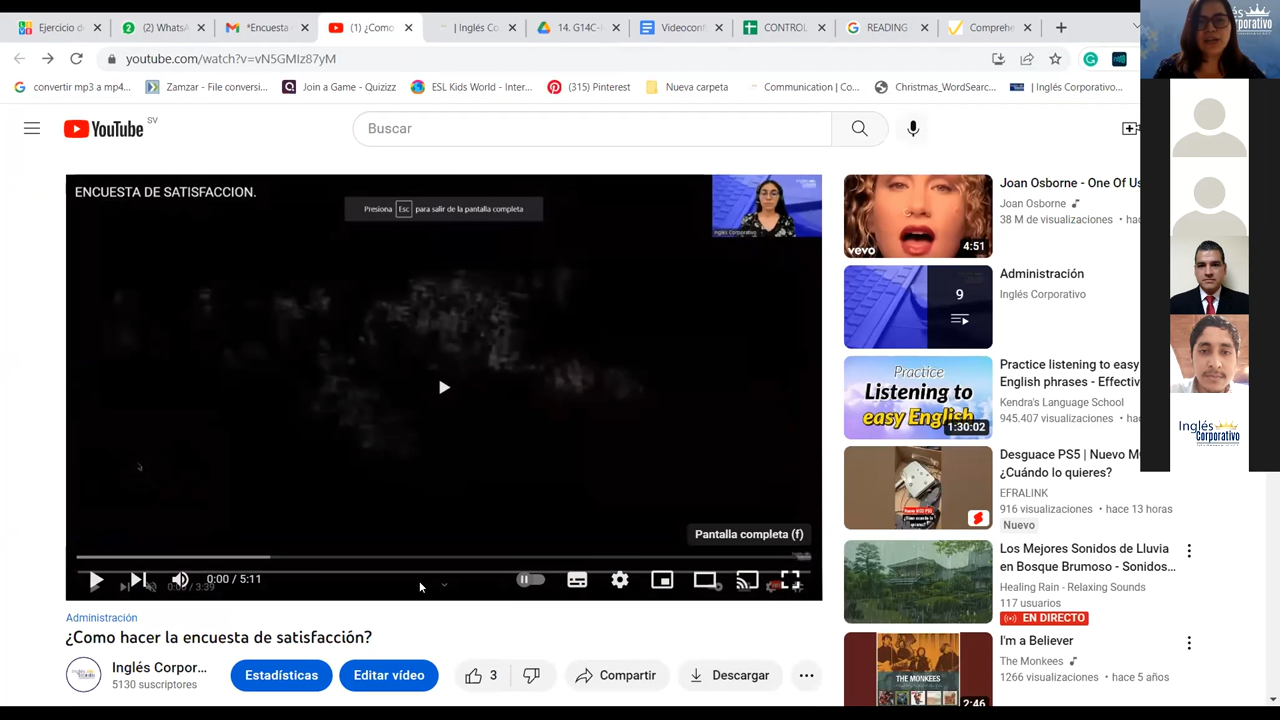 Ejercicio d
(2) WhatsA
*Encuesta
(1) ¿Como
| Inglés Co
14. G14C- I
Videoconf
CONTROL
READING
Comprehe
youtube.com/watch?v=vN5GMIz87yM
convertir mp3 a mp4...
Zamzar - File conversi...
Join a Game - Quizizz
ESL Kids World - Inter...
(315) Pinterest
Nueva carpeta
Communication | Co...
Christmas_WordSearc...
| Inglés Corporativo...
YouTube SV
Buscar
ENCUESTA DE SATISFACCION.
Presiona Esc para salir de la pantalla completa
Inglés Corporativo
Pantalla completa (f)
0:00 / 5:11
Administración
¿Como hacer la encuesta de satisfacción?
Inglés Corpor...
5130 suscriptores
Estadísticas
Editar vídeo
3
Compartir
Descargar
vevo
4:51
Joan Osborne - One Of Us
Joan Osborne
38 M de visualizaciones • hac
9
Administración
Inglés Corporativo
Practice
Listening to
easy English
1:30:02
Practice listening to easy
English phrases - Effectiv
Kendra's Language School
945.407 visualizaciones • hac
Desguace PS5 | Nuevo M
¿Cuándo lo quieres?
EFRALINK
916 visualizaciones • hace 13 horas
Nuevo
Los Mejores Sonidos de Lluvia
en Bosque Brumoso - Sonidos...
Healing Rain - Relaxing Sounds
117 usuarios
EN DIRECTO
THE MONKEES
2:46
I'm a Believer
The Monkees
1266 visualizaciones • hace 5 años
Inglés
Corporativo